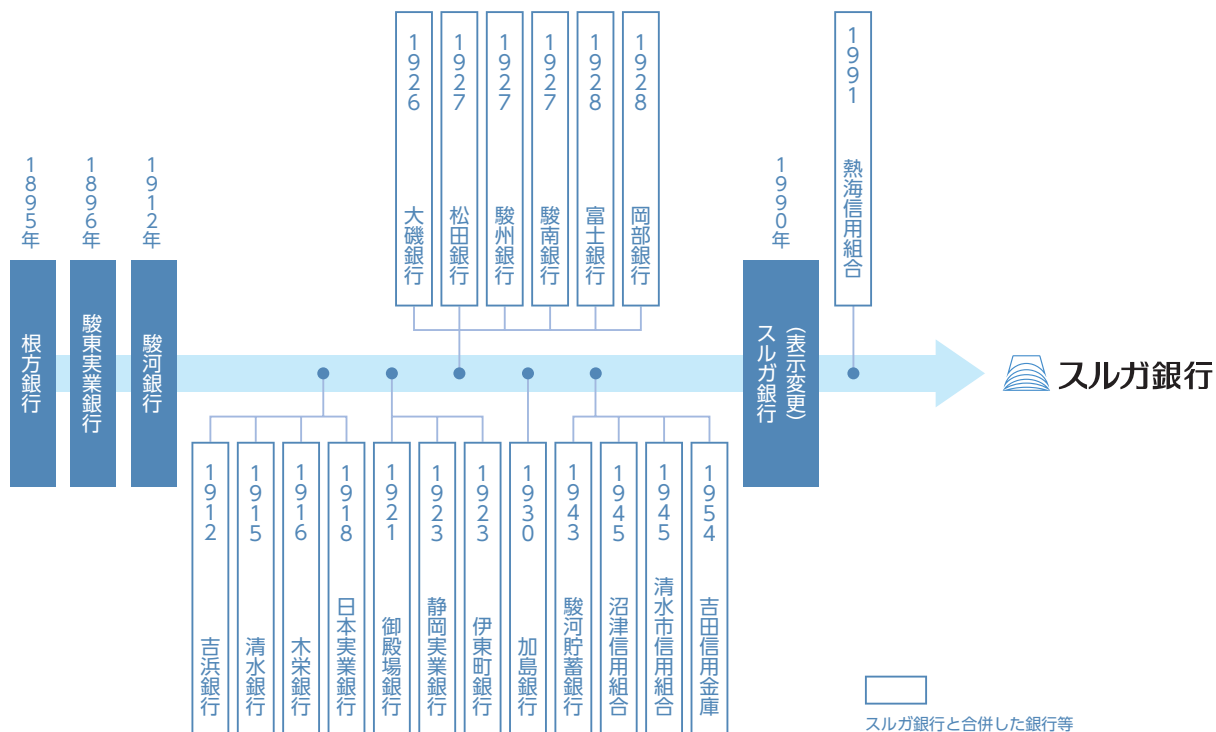 1895年
根方銀行
1896年
駿東実業銀行
1912年
駿河銀行
1926
大磯銀行
1927
松田銀行
1927
駿州銀行
1927
駿南銀行
1928
富士銀行
1928
岡部銀行
1912
吉浜銀行
1915
清水銀行
1916
木栄銀行
1918
日本実業銀行
1921
御殿場銀行
1923
静岡実業銀行
1923
伊東町銀行
1930
加島銀行
1943
駿河貯蓄銀行
1945
沼津信用組合
1945
清水市信用組合
1954
吉田信用金庫
1990年
(表示変更)
スルガ銀行
1991
熱海信用組合
スルガ銀行
スルガ銀行と合併した銀行等